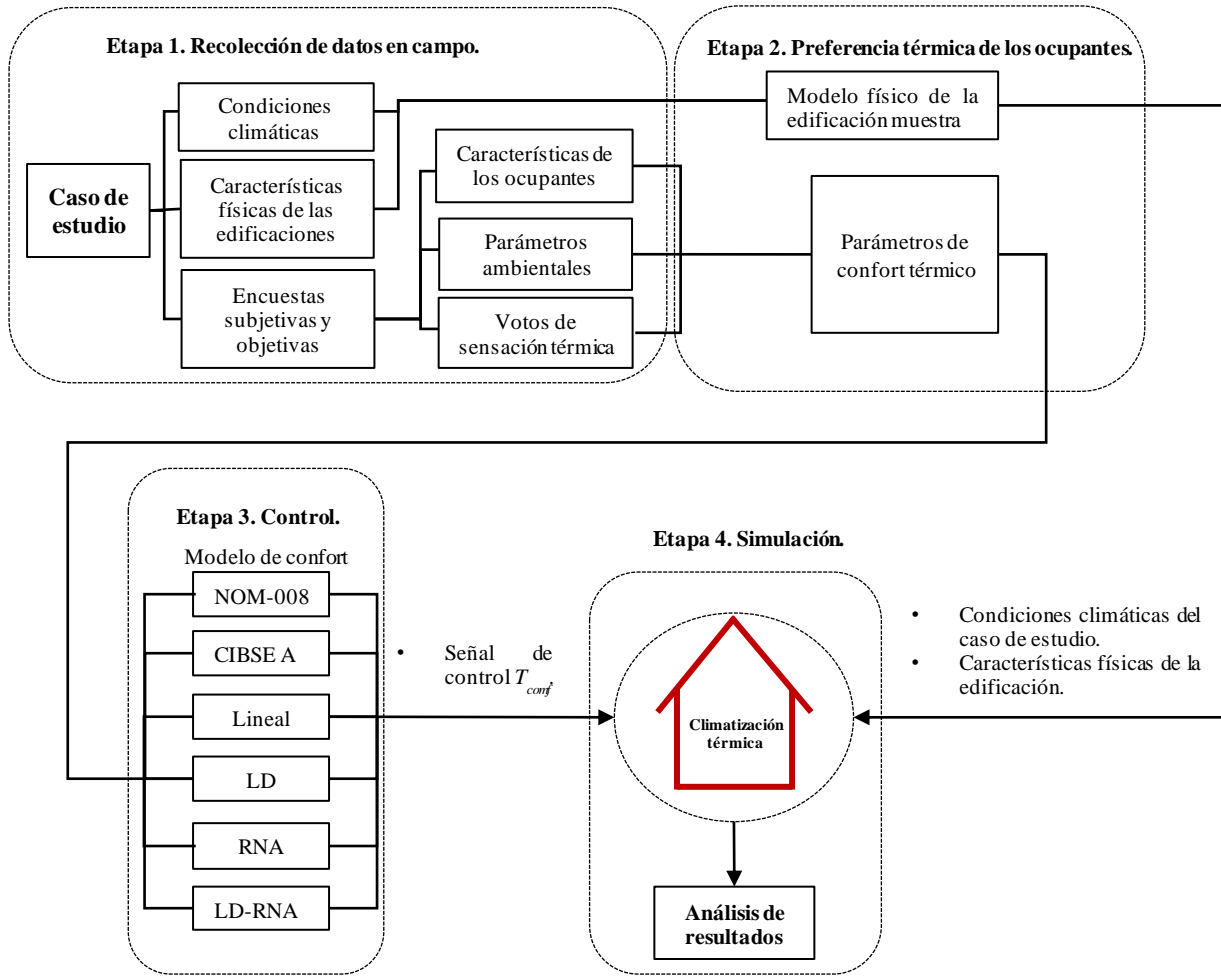 Etapa 1. Recolección de datos en campo.
Caso de
estudio
Condiciones
climáticas
Características
físicas de las
edificaciones
Encuestas
subjetivas y
objetivas
Características de
los ocupantes
Parámetros
ambientales
Votos de
sensación térmica
Etapa 2. Preferencia térmica de los ocupantes.
Modelo físico de la
edificación muestra
Parámetros de
confort térmico
Etapa 3. Control.
Modelo de confort
NOM-008
CIBSE A
Lineal
LD
RNA
LD-RNA
• Señal de
control T_comf.
Etapa 4. Simulación.
Climatización
térmica
Análisis de
resultados
• Condiciones climáticas del
caso de estudio.
• Características físicas de la
edificación.